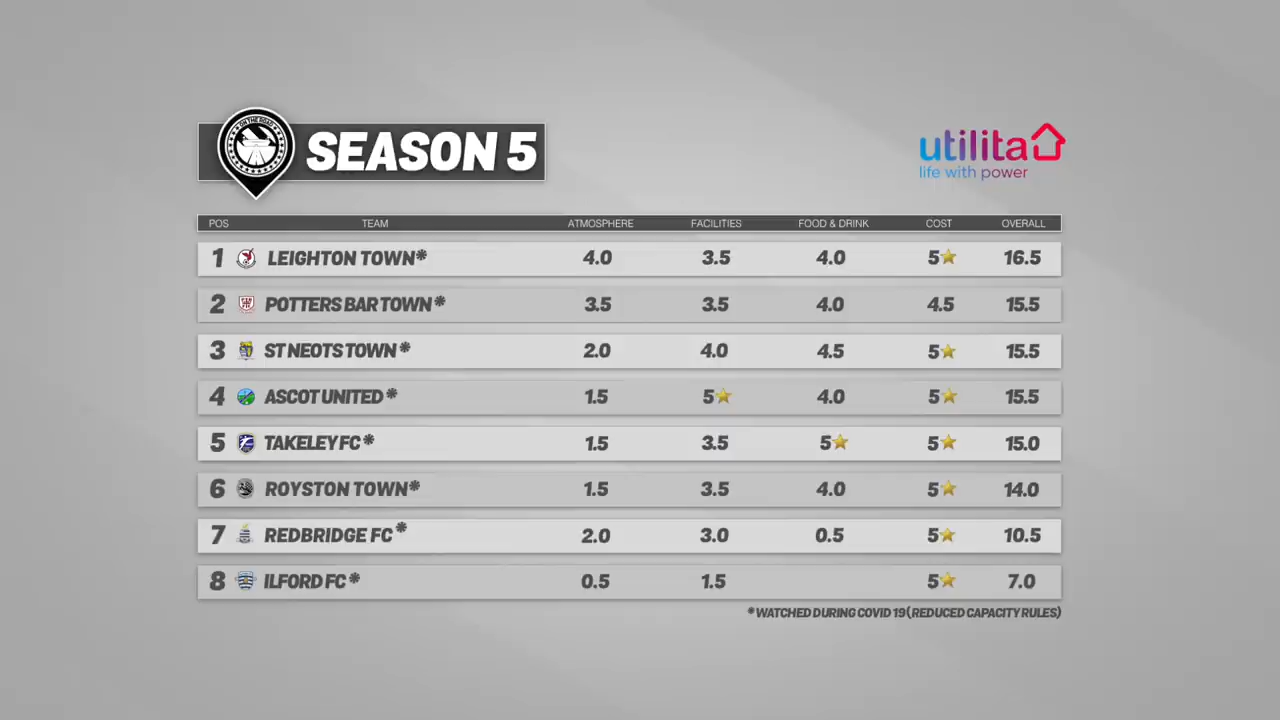 ON THE ROAD
SEASON 5
utilita
life with power
POS TEAM ATMOSPHERE FACILITIES FOOD & DRINK COST OVERALL
1 LEIGHTON TOWN* 4.0 3.5 4.0 5⭐ 16.5
2 POTTERS BAR TOWN* 3.5 3.5 4.0 4.5 15.5
3 ST NEOTS TOWN* 2.0 4.0 4.5 5⭐ 15.5
4 ASCOT UNITED* 1.5 5⭐ 4.0 5⭐ 15.5
5 TAKELEY FC* 1.5 3.5 5⭐ 5⭐ 15.0
6 ROYSTON TOWN* 1.5 3.5 4.0 5⭐ 14.0
7 REDBRIDGE FC* 2.0 3.0 0.5 5⭐ 10.5
8 ILFORD FC* 0.5 1.5 5⭐ 7.0
*WATCHED DURING COVID 19 (REDUCED CAPACITY RULES)